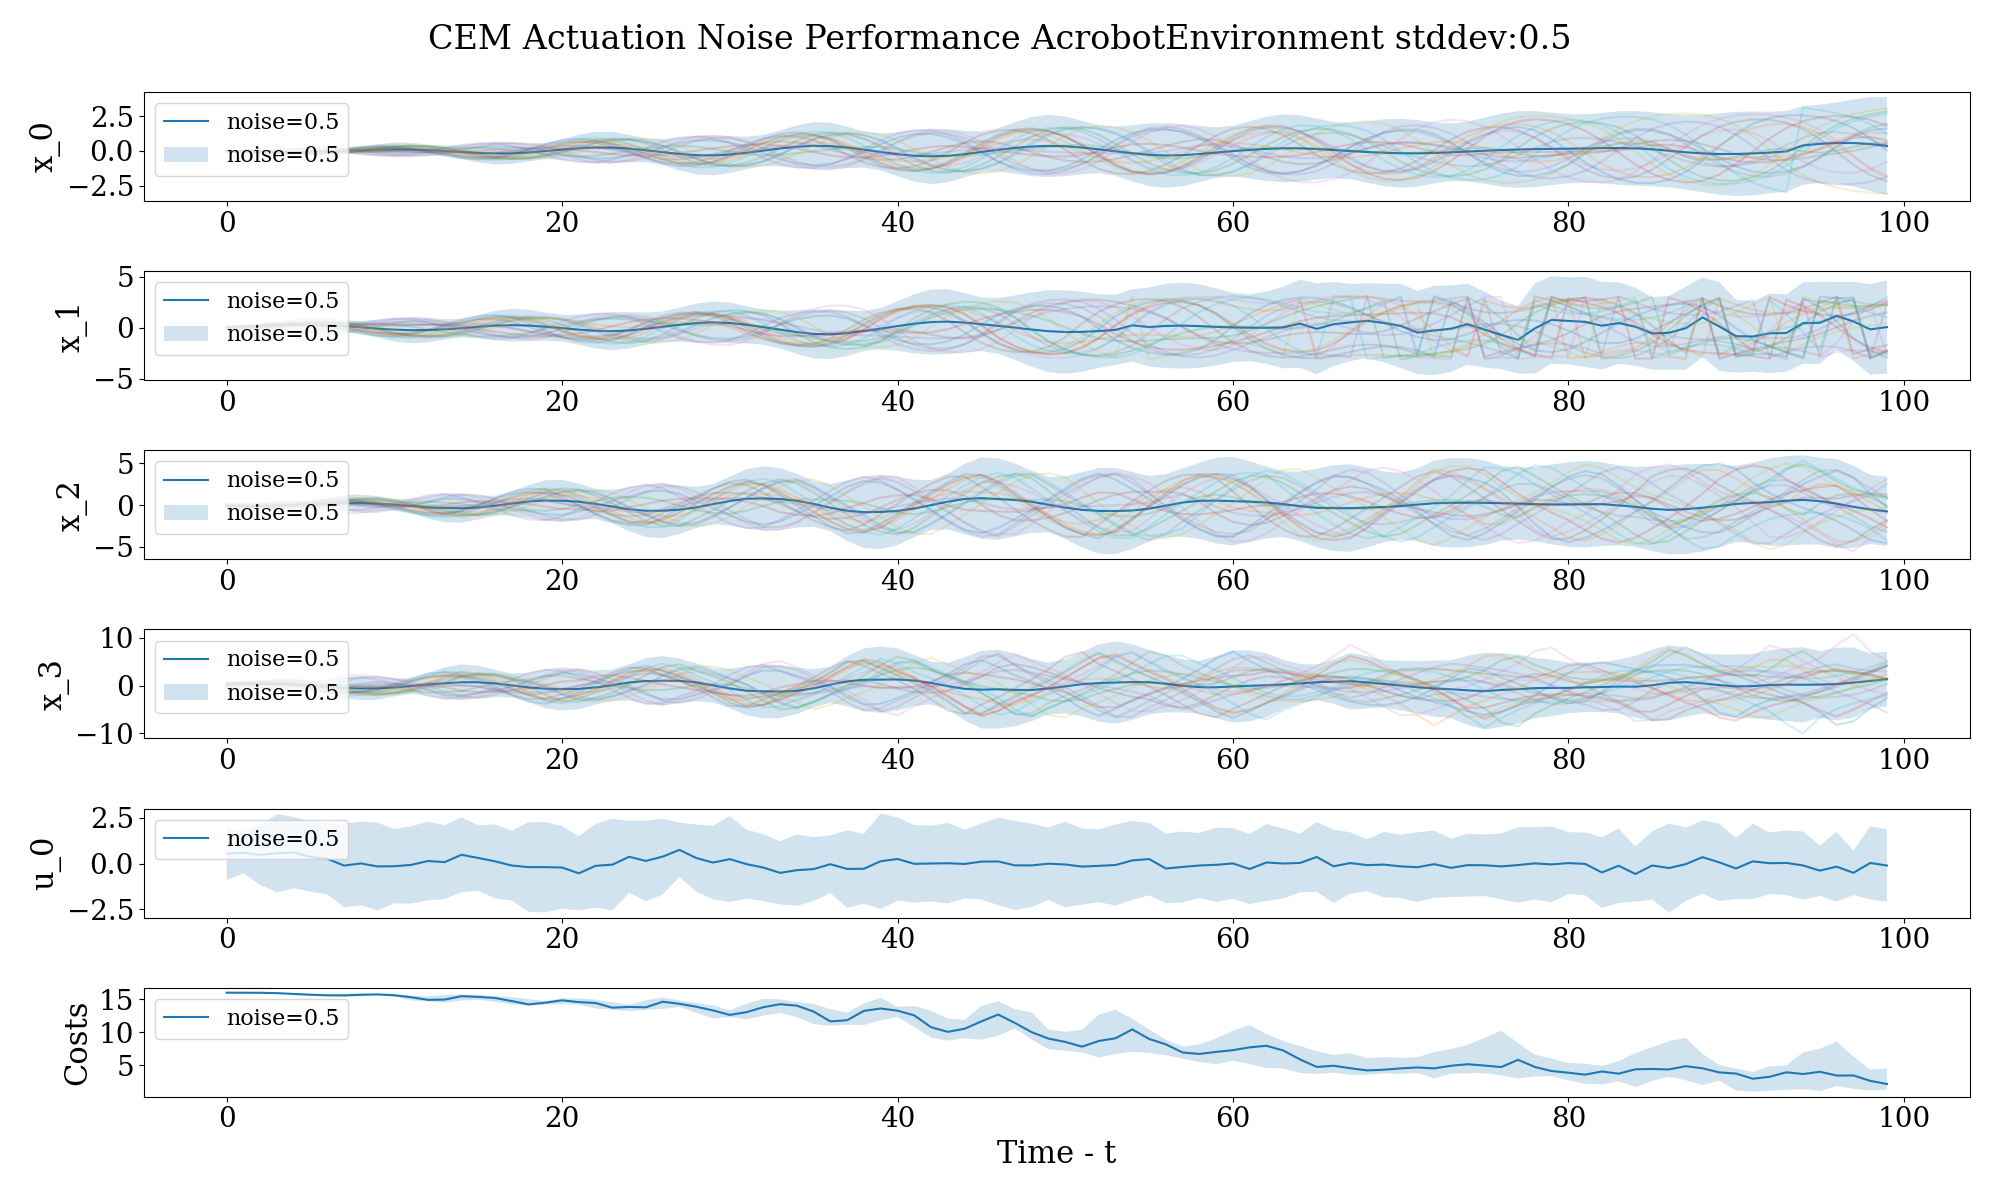 CEM Actuation Noise Performance AcrobotEnvironment stddev:0.5
x_0
2.5
0.0
−2.5
noise=0.5
noise=0.5
0 20 40 60 80 100
x_1
5
0
−5
noise=0.5
noise=0.5
0 20 40 60 80 100
x_2
5
0
−5
noise=0.5
noise=0.5
0 20 40 60 80 100
x_3
10
0
−10
noise=0.5
noise=0.5
0 20 40 60 80 100
u_0
2.5
0.0
−2.5
noise=0.5
0 20 40 60 80 100
Costs
15
10
5
noise=0.5
0 20 40 60 80 100
Time - t